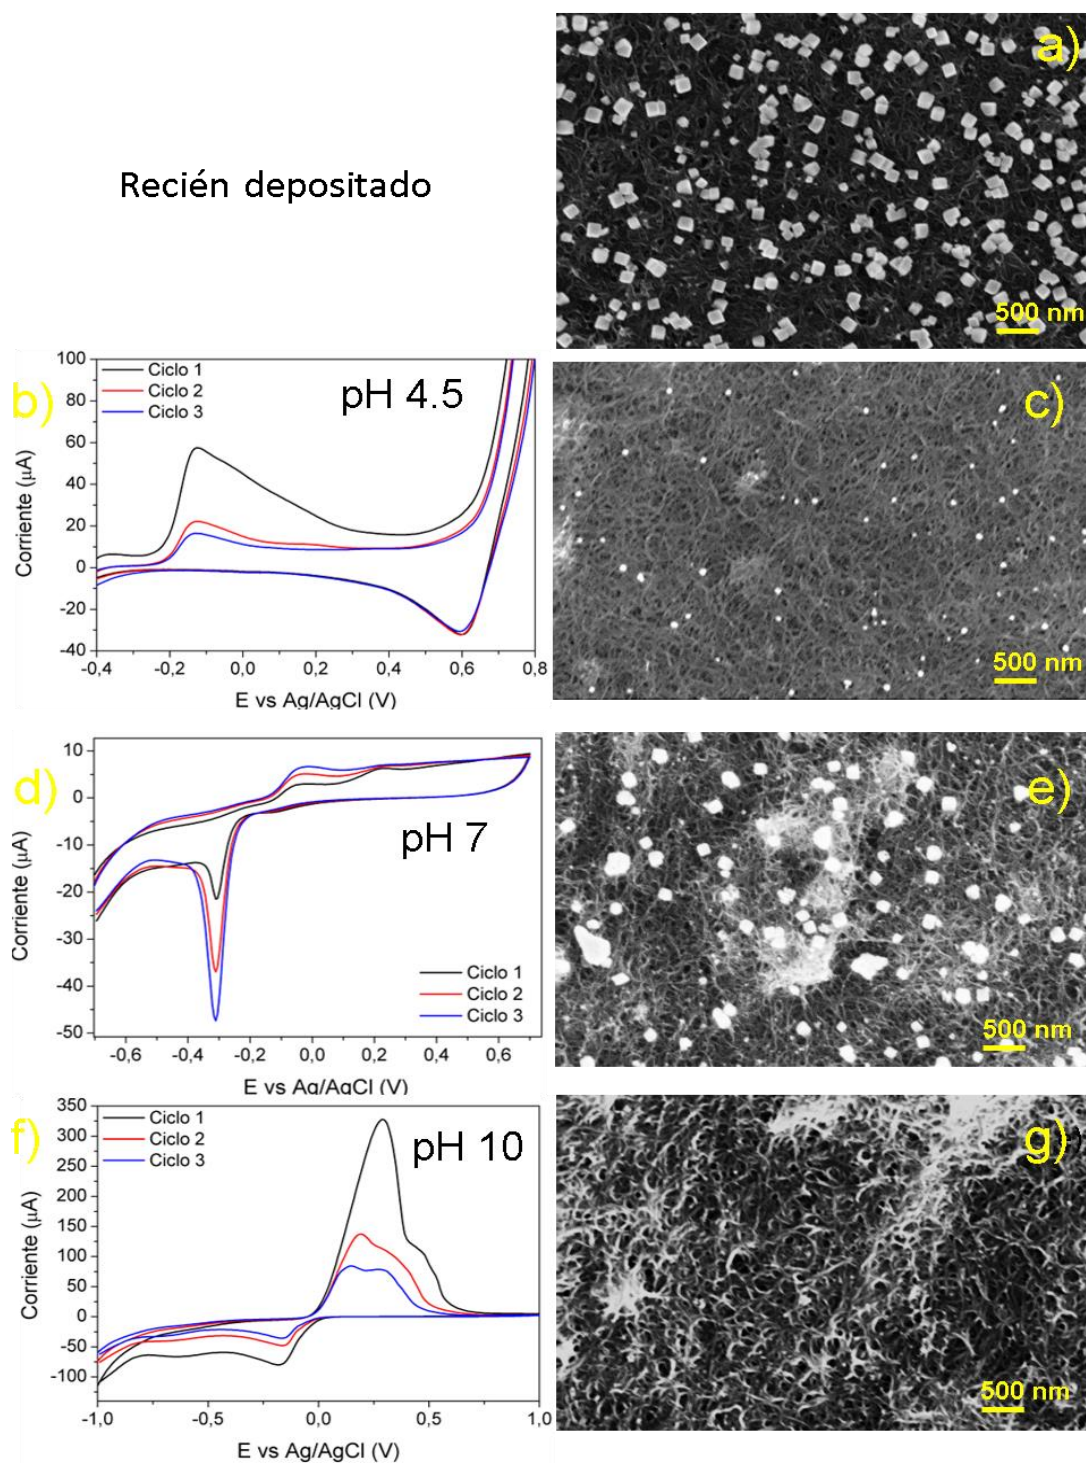 a)
Recién depositado
500 nm
b)
Corriente (µA)
100
80
60
40
20
0
-20
-40
Ciclo 1
Ciclo 2
Ciclo 3
pH 4.5
-0,4
-0,2
0,0
0,2
0,4
0,6
0,8
E vs Ag/AgCl (V)
c)
500 nm
d)
Corriente (µA)
10
0
-10
-20
-30
-40
-50
pH 7
Ciclo 1
Ciclo 2
Ciclo 3
-0,6
-0,4
-0,2
0,0
0,2
0,4
0,6
E vs Ag/AgCl (V)
e)
500 nm
f)
Corriente (µA)
350
300
250
200
150
100
50
0
-50
-100
Ciclo 1
Ciclo 2
Ciclo 3
pH 10
-1,0
-0,5
0,0
0,5
1,0
E vs Ag/AgCl (V)
g)
500 nm